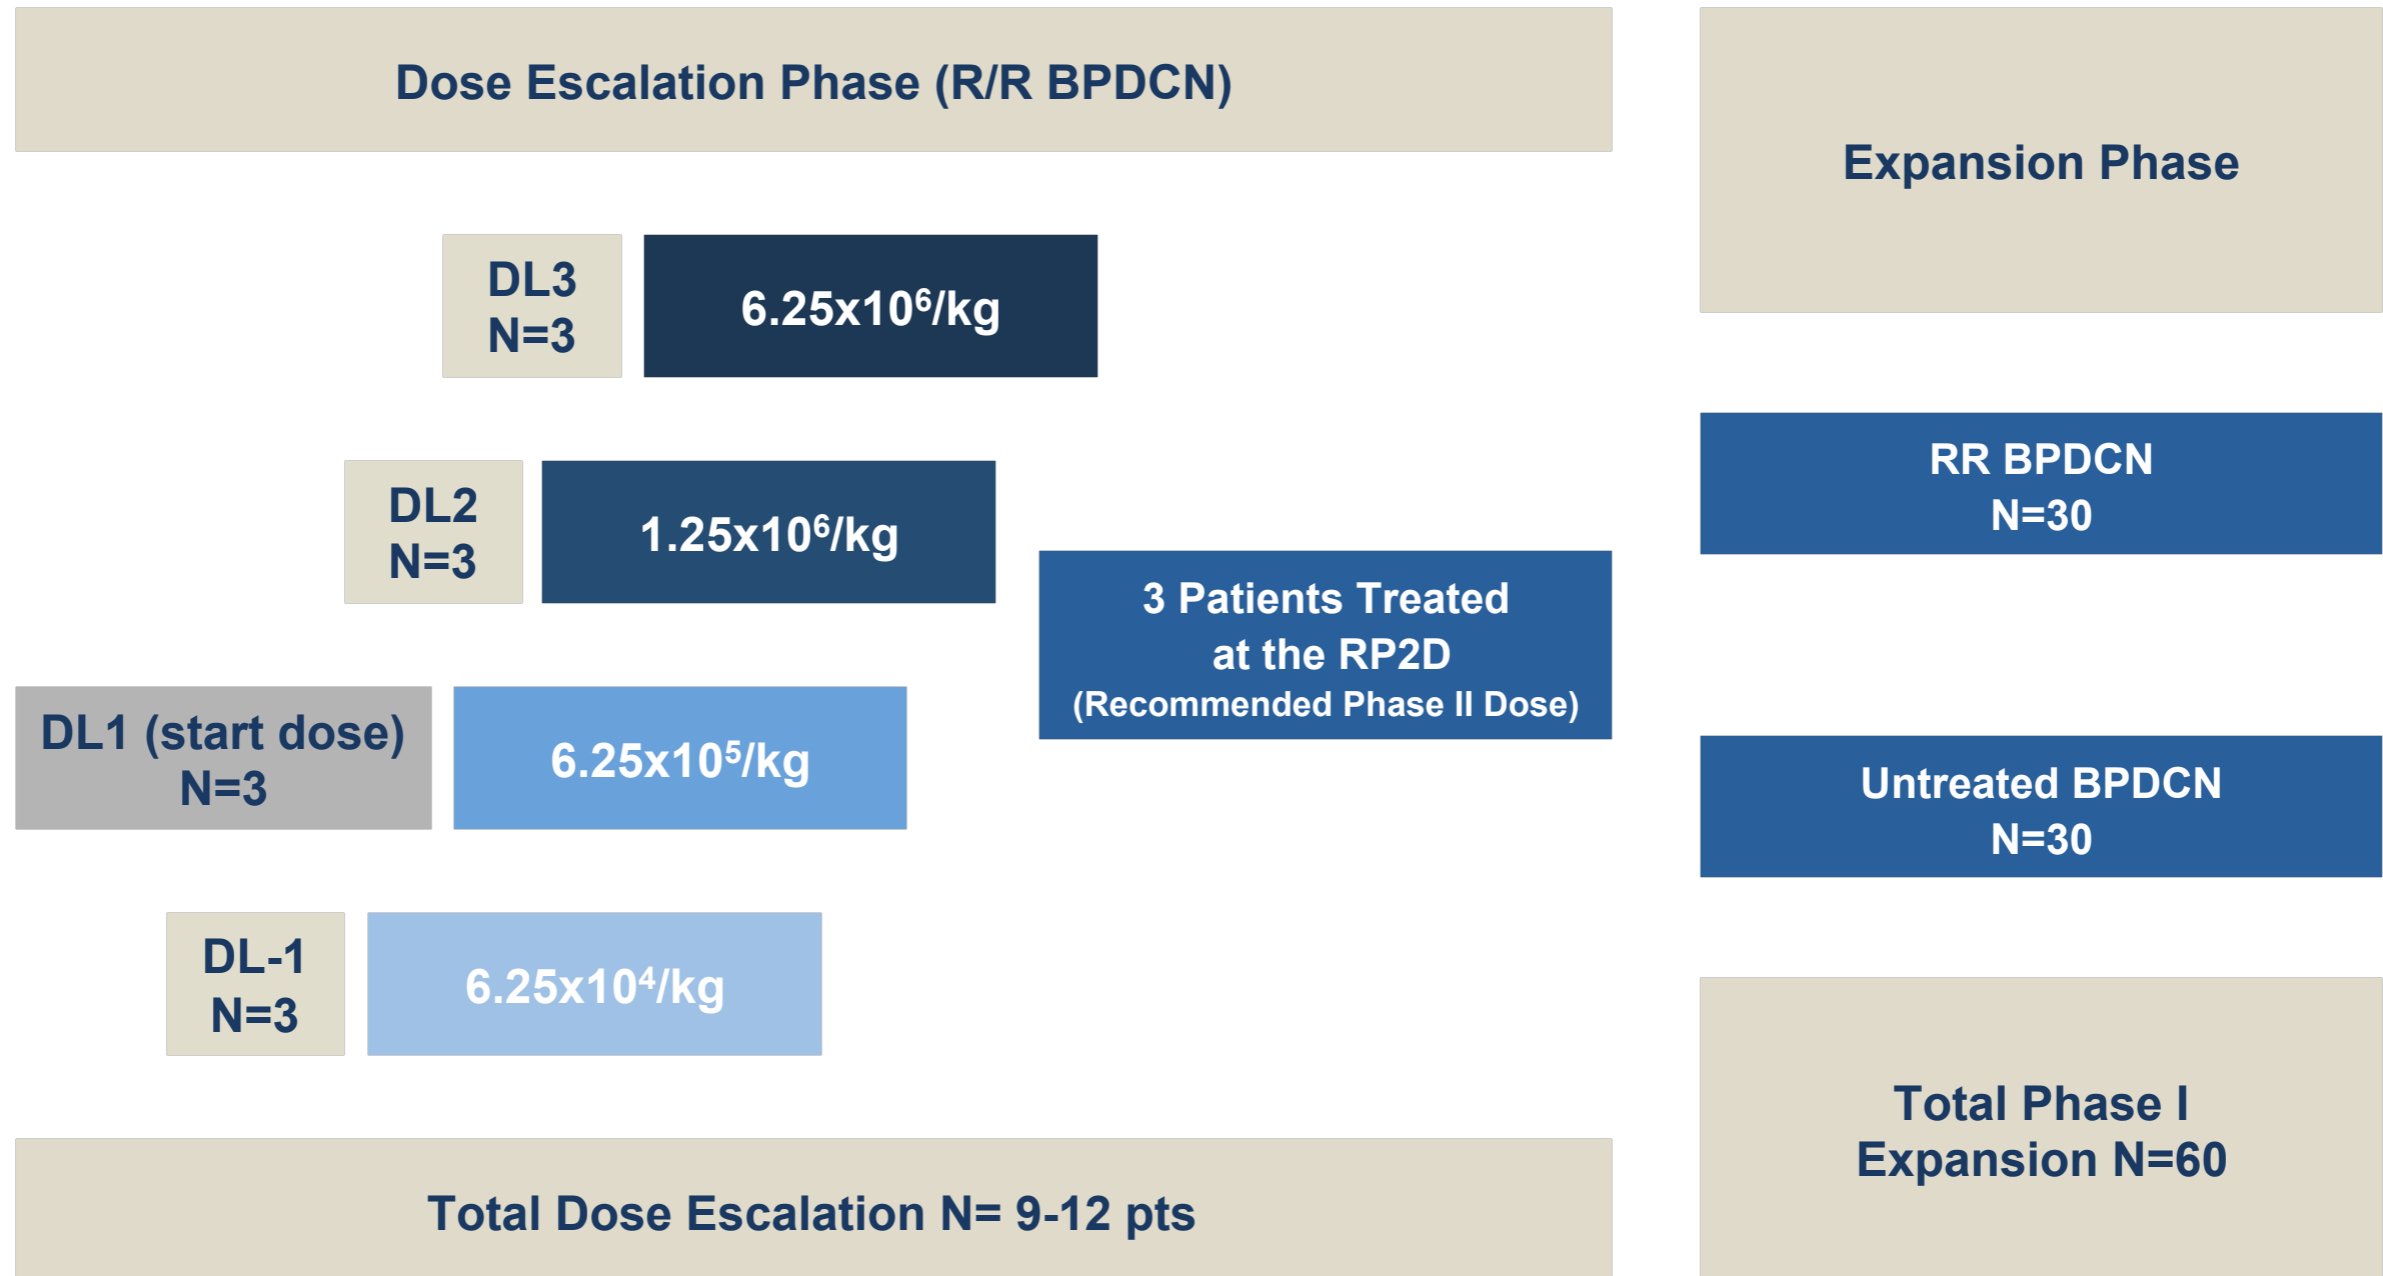 Dose Escalation Phase (R/R BPDCN)
DL3
N=3
6.25x10⁶/kg
DL2
N=3
1.25x10⁶/kg
3 Patients Treated
at the RP2D
(Recommended Phase II Dose)
DL1 (start dose)
N=3
6.25x10⁵/kg
DL-1
N=3
6.25x10⁴/kg
Total Dose Escalation N= 9-12 pts
Expansion Phase
RR BPDCN
N=30
Untreated BPDCN
N=30
Total Phase I
Expansion N=60